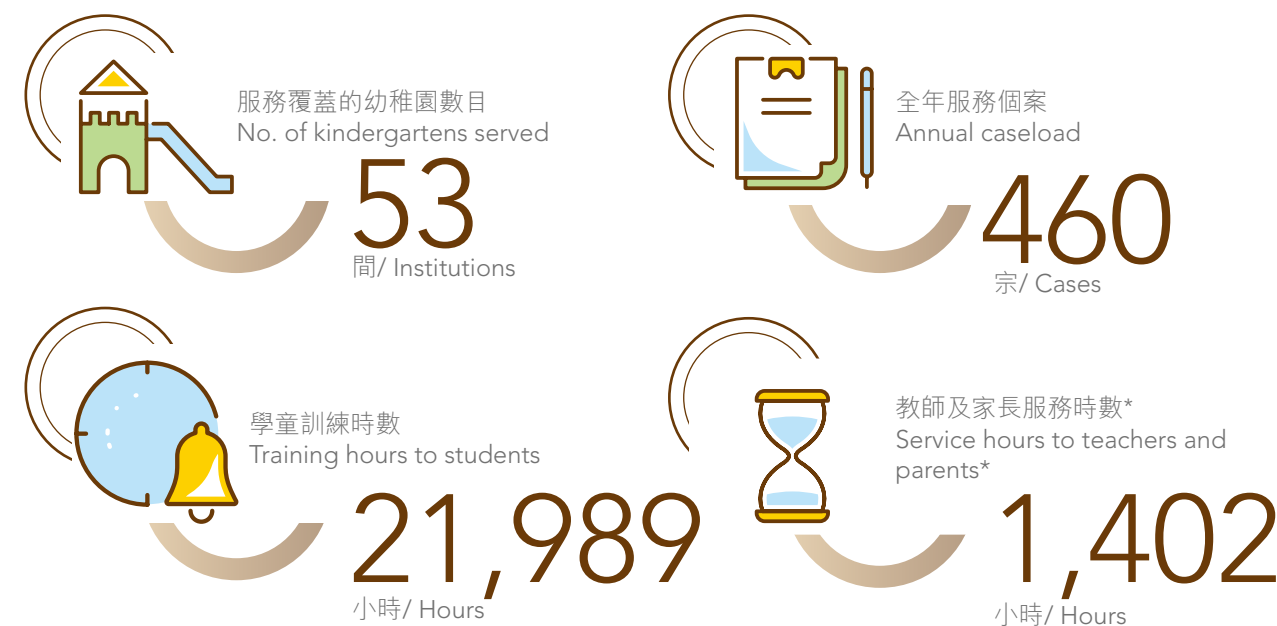 服務覆蓋的幼稚園數目
No. of kindergartens served
53
間/ Institutions
全年服務個案
Annual caseload
460
宗/ Cases
學童訓練時數
Training hours to students
21,989
小時/ Hours
教師及家長服務時數*
Service hours to teachers and
parents*
1,402
小時/ Hours